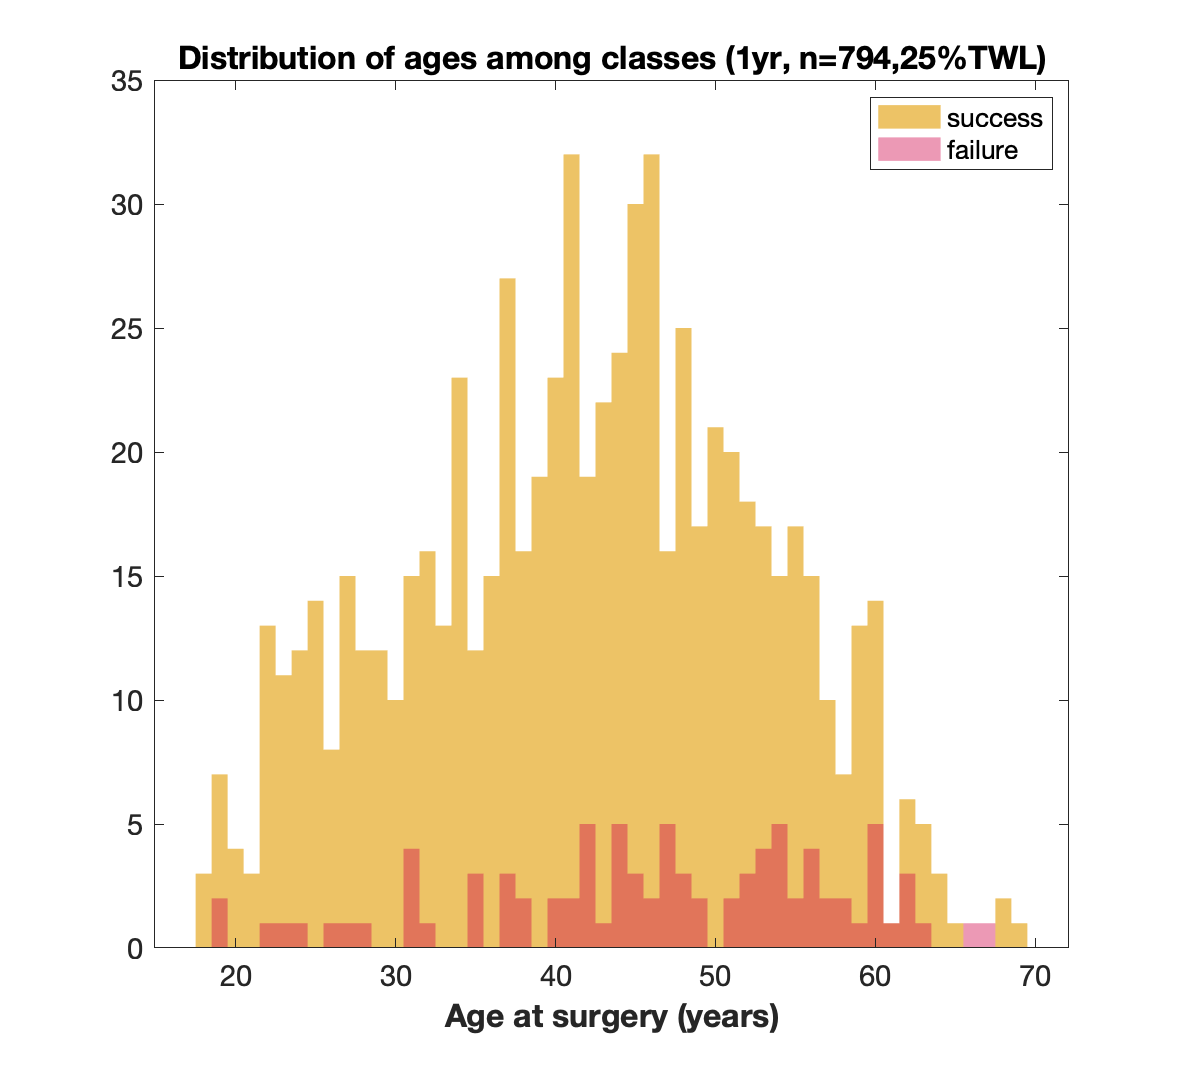 Distribution of ages among classes (1yr, n=794,25%TWL)
success
failure
35
30
25
20
15
10
5
0
20 30 40 50 60 70
Age at surgery (years)